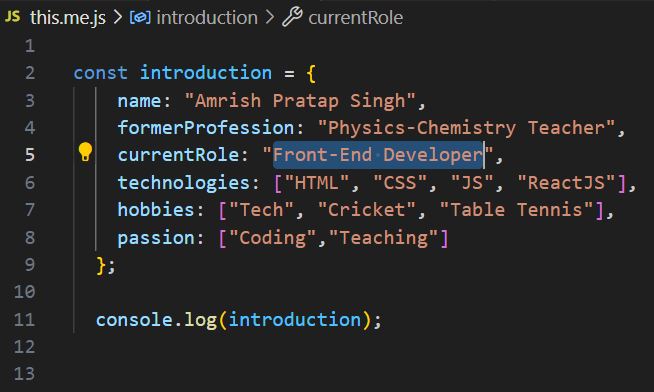 JS this.me.js > introduction > currentRole
1
2 const introduction = {
3 name: "Amrish Pratap Singh",
4 formerProfession: "Physics-Chemistry Teacher",
5 currentRole: "Front-End Developer",
6 technologies: ["HTML", "CSS", "JS", "ReactJS"],
7 hobbies: ["Tech", "Cricket", "Table Tennis"],
8 passion: ["Coding","Teaching"]
9 };
10
11 console.log(introduction);
12
13